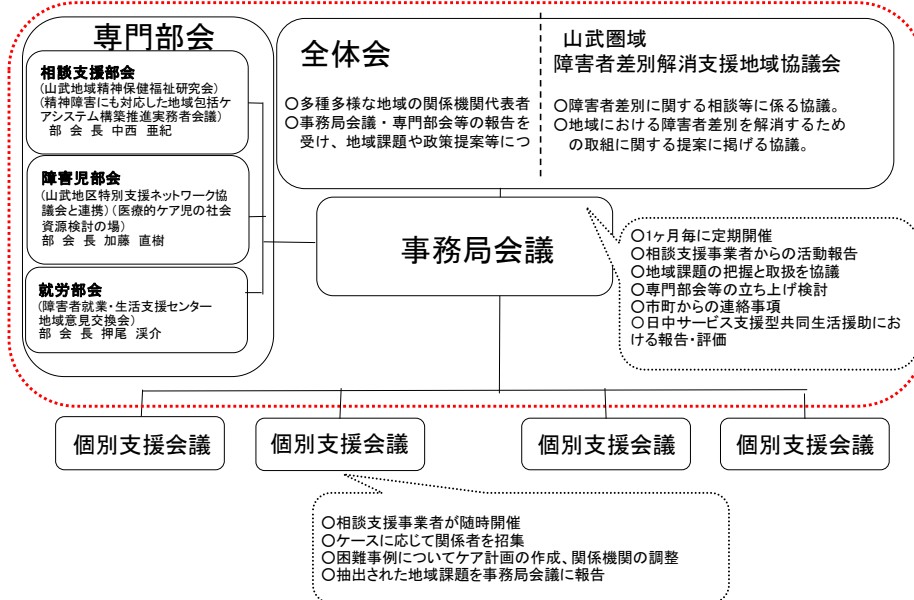 専門部会
相談支援部会
(山武地域精神保健福祉研究会)
(精神障害にも対応した地域包括ケ
アシステム構築推進実務者会議)
部 会 長 中西 亜紀
障害児部会
(山武地区特別支援ネットワーク協
議会と連携)(医療的ケア児の社会
資源検討の場)
部 会 長 加藤 直樹
就労部会
(障害者就業・生活支援センター
地域意見交換会)
部 会 長 押尾 渓介
全体会
○多種多様な地域の関係機関代表者
○事務局会議・専門部会等の報告を
受け、地域課題や政策提案等につ
山武圏域
障害者差別解消支援地域協議会
○障害者差別に関する相談等に係る協議。
○地域における障害者差別を解消するため
の取組に関する提案に掲げる協議。
事務局会議
○1ヶ月毎に定期開催
○相談支援事業者からの活動報告
○地域課題の把握と取扱を協議
○専門部会等の立ち上げ検討
○市町からの連絡事項
○日中サービス支援型共同生活援助にお
ける報告・評価
個別支援会議
個別支援会議
個別支援会議
個別支援会議
○相談支援事業者が随時開催
○ケースに応じて関係者を招集
○困難事例についてケア計画の作成、関係機関の調整
○抽出された地域課題を事務局会議に報告